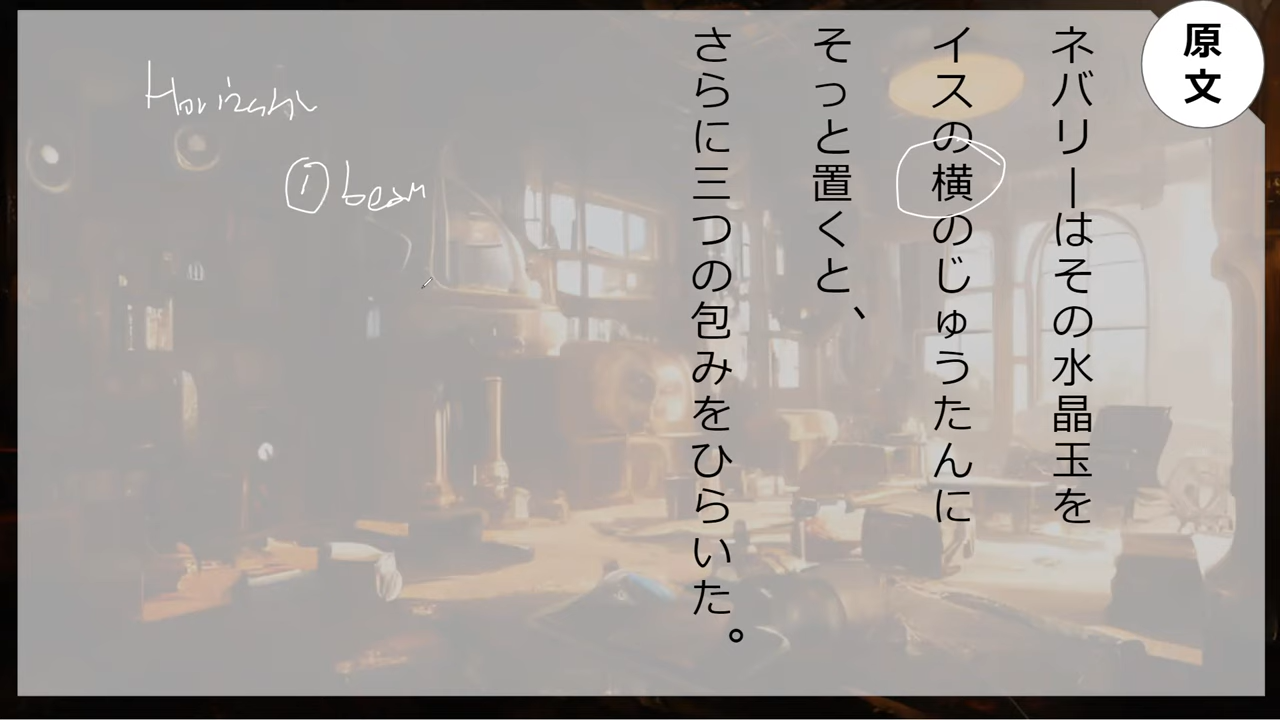 原文
ネバリーはその水晶玉を
イスの横のじゅうたんに
そっと置くと、
さらに三つの包みをひらいた。
① beam